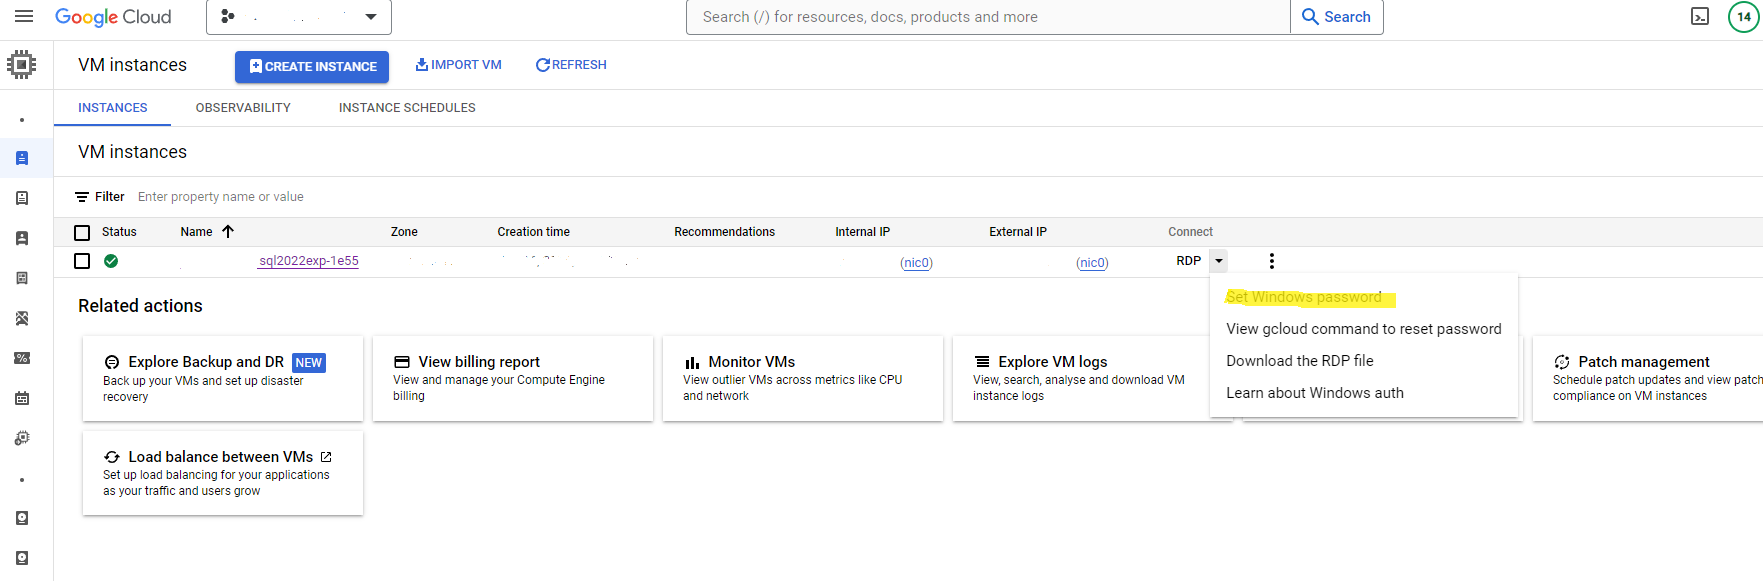 Google Cloud
Search (/) for resources, docs, products and more
Search
14
VM instances
CREATE INSTANCE
IMPORT VM
REFRESH
INSTANCES
OBSERVABILITY
INSTANCE SCHEDULES
VM instances
Filter Enter property name or value
Status Name Zone Creation time Recommendations Internal IP External IP Connect
sql2022exp-1e55 (nic0) (nic0) RDP
Set Windows password
View gcloud command to reset password
Download the RDP file
Learn about Windows auth
Related actions
Explore Backup and DR NEW
Back up your VMs and set up disaster
recovery
View billing report
View and manage your Compute Engine
billing
Monitor VMs
View outlier VMs across metrics like CPU
and network
Explore VM logs
View, search, analyse and download VM
instance logs
Patch management
Schedule patch updates and view patch
compliance on VM instances
Load balance between VMs
Set up load balancing for your applications
as your traffic and users grow